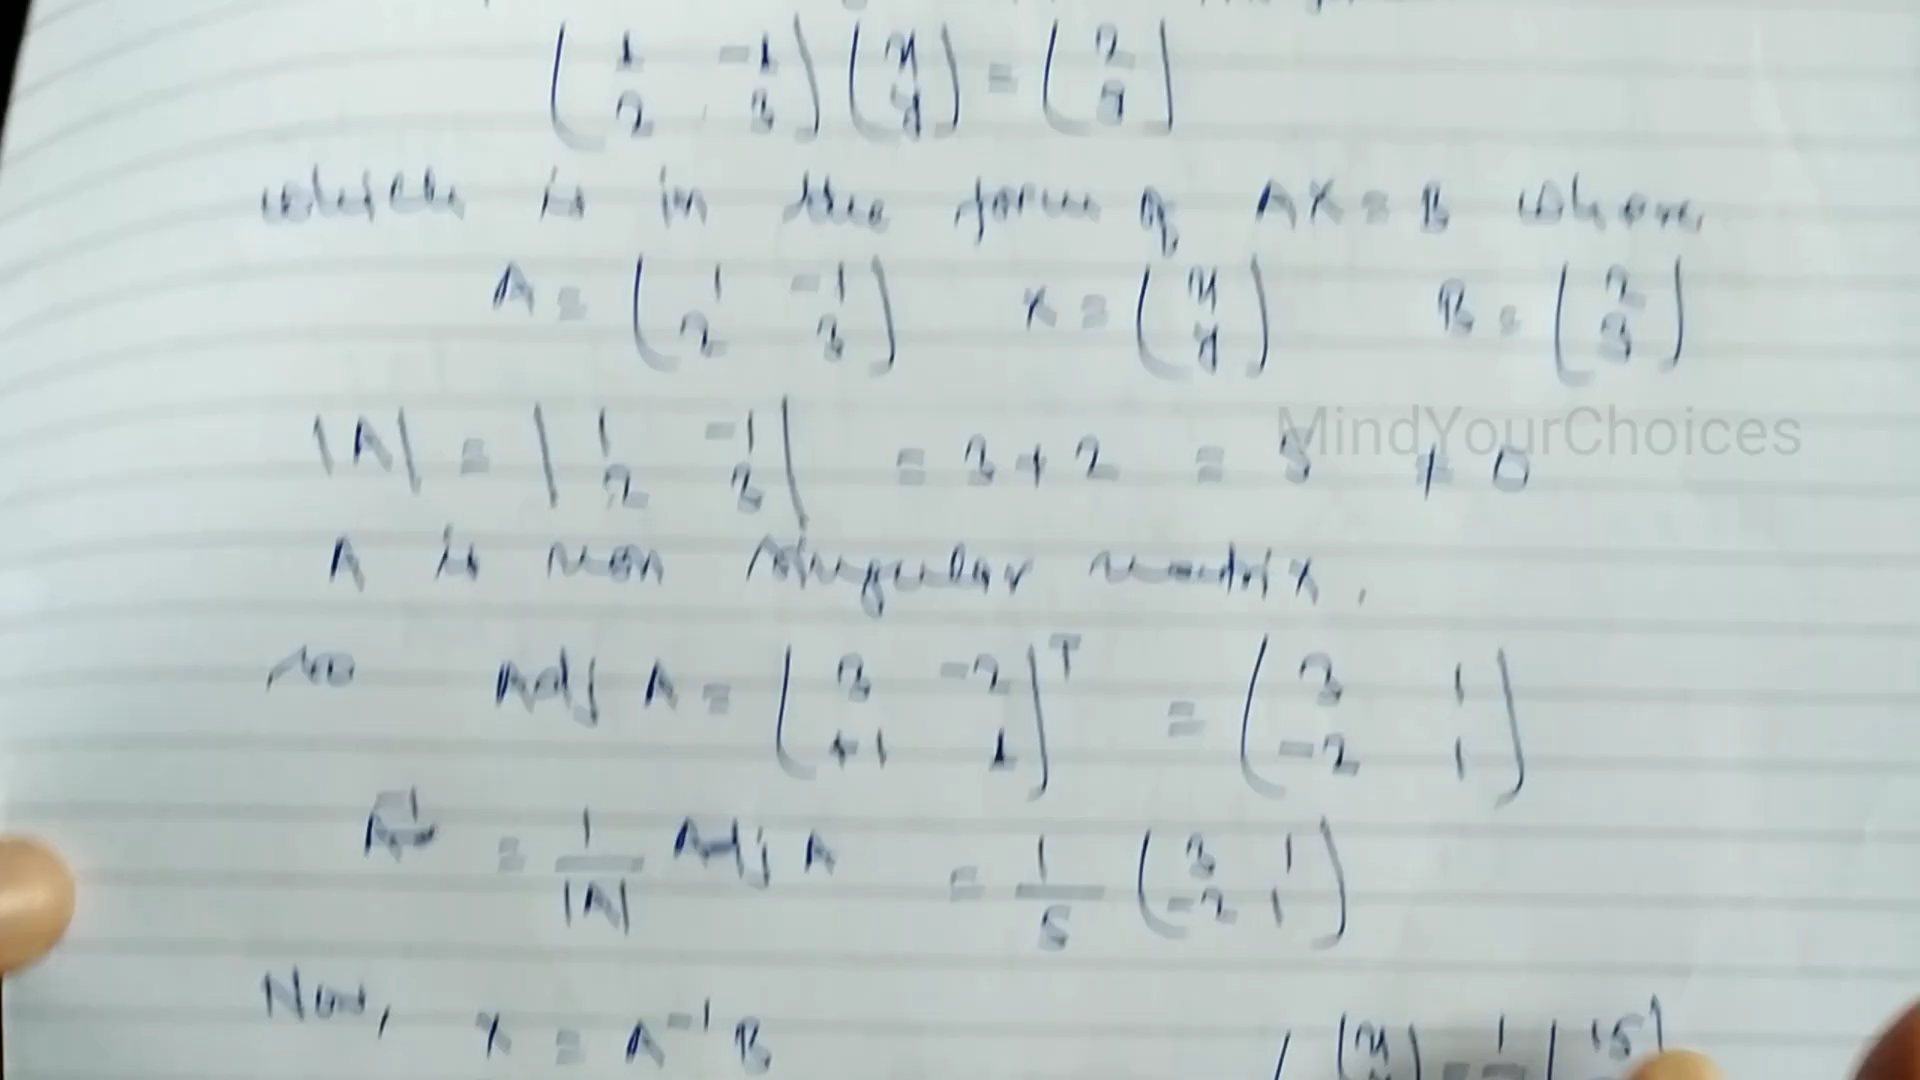 ( 1 -1 2 3 ) ( x y ) = ( 2 9 )
which is in the form of AX = B where
A = ( 1 -1 2 3 ) X = ( x y ) B = ( 2 9 )
MindYourChoices
|A| = | 1 -1 2 3 | = 3 + 2 = 5 ≠ 0
A is non singular matrix.
so Adj A = ( 3 -2 +1 1 )ᵀ = ( 3 1 -2 1 )
A⁻¹ = 1/|A| Adj A = 1/5 ( 3 1 -2 1 )
Now, X = A⁻¹ B